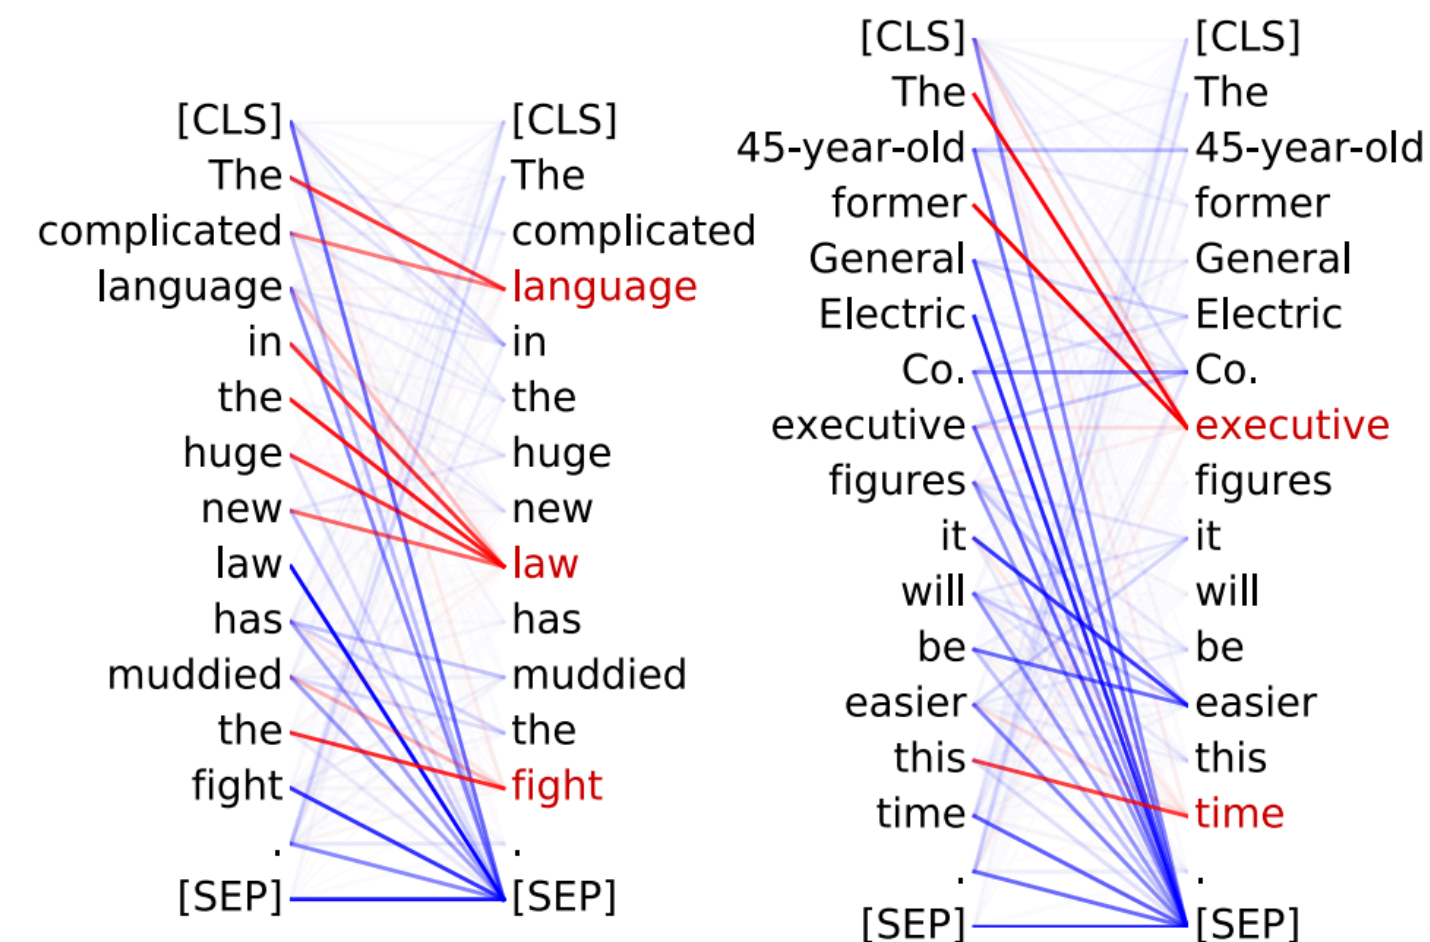 [CLS] [CLS]
The The
complicated complicated
language language
in in
the the
huge huge
new new
law law
has has
muddied muddied
the the
fight fight
. .
[SEP] [SEP]
[CLS] [CLS]
The The
45-year-old 45-year-old
former former
General General
Electric Electric
Co. Co.
executive executive
figures figures
it it
will will
be be
easier easier
this this
time time
. .
[SEP] [SEP]